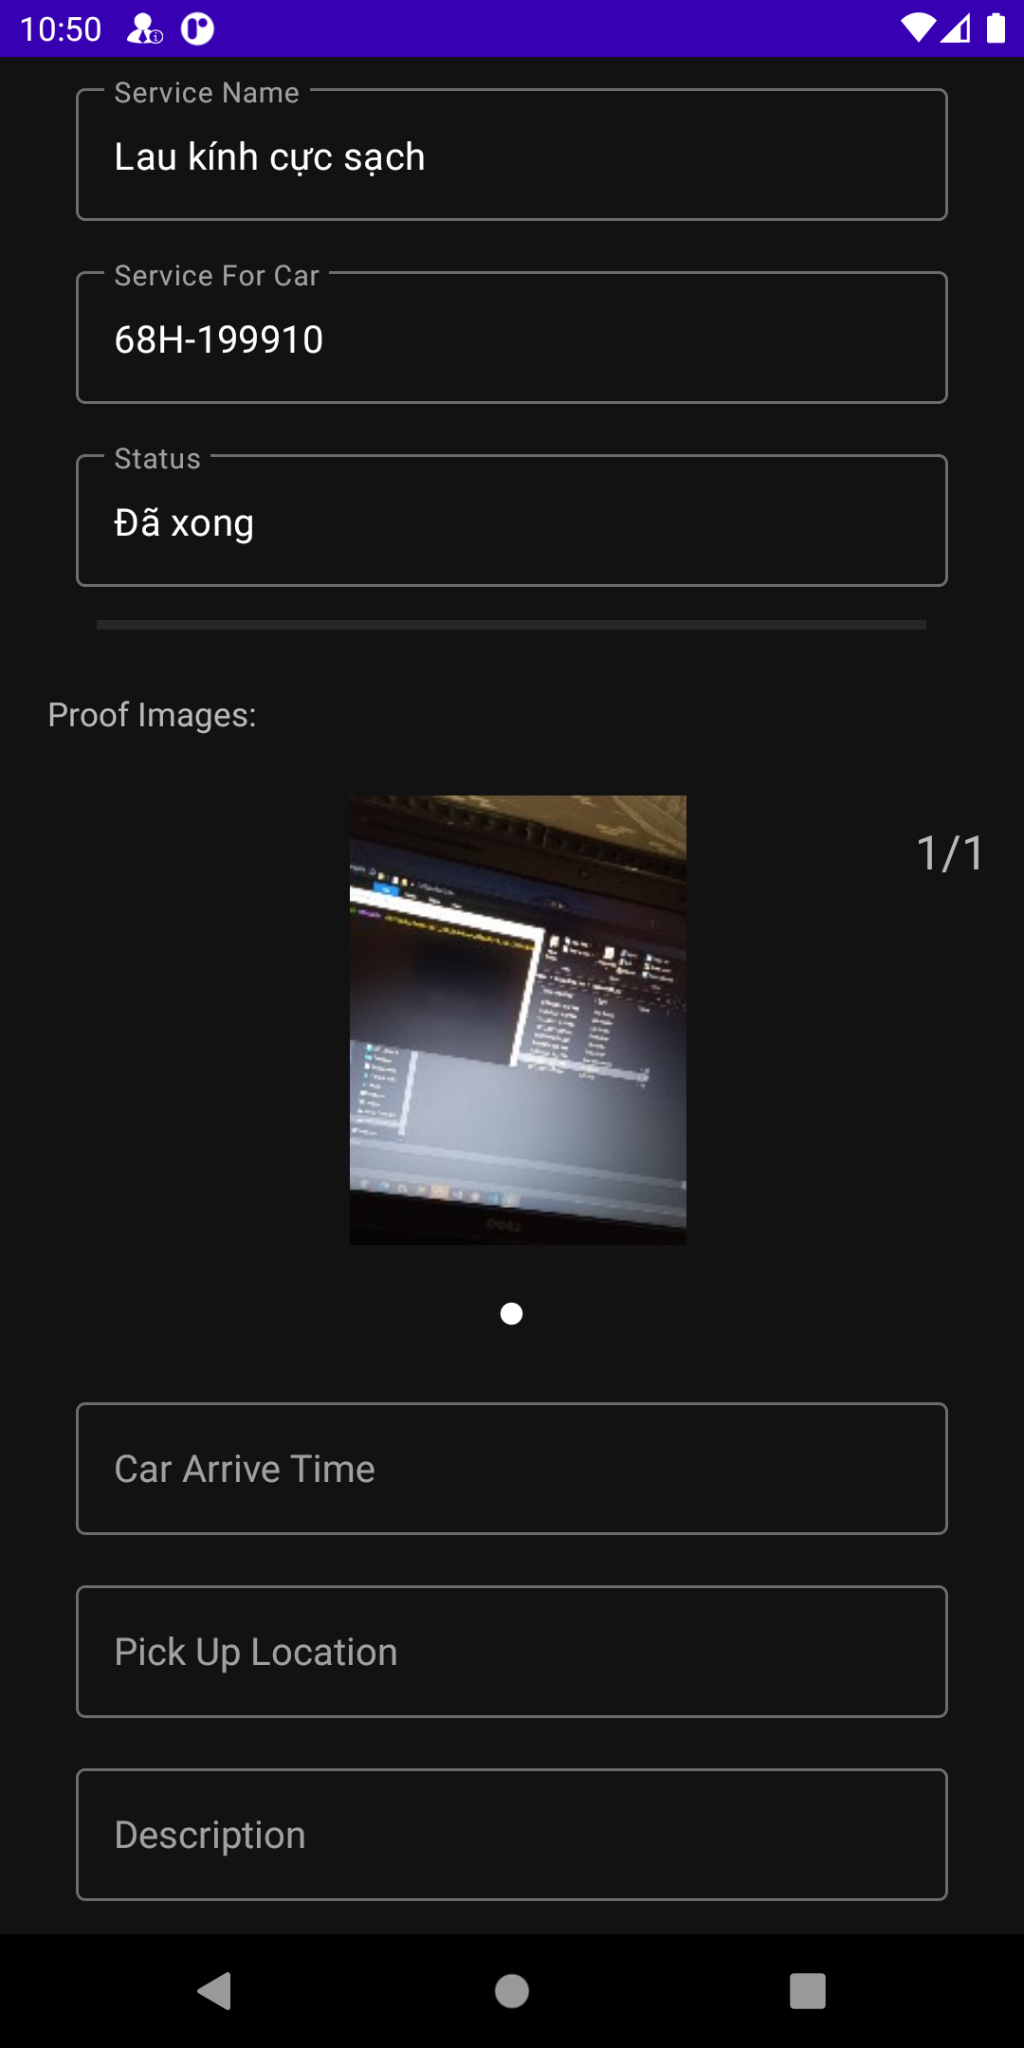 10:50
Service Name
Lau kính cực sạch
Service For Car
68H-199910
Status
Đã xong
Proof Images:
1/1
DELL
Car Arrive Time
Pick Up Location
Description